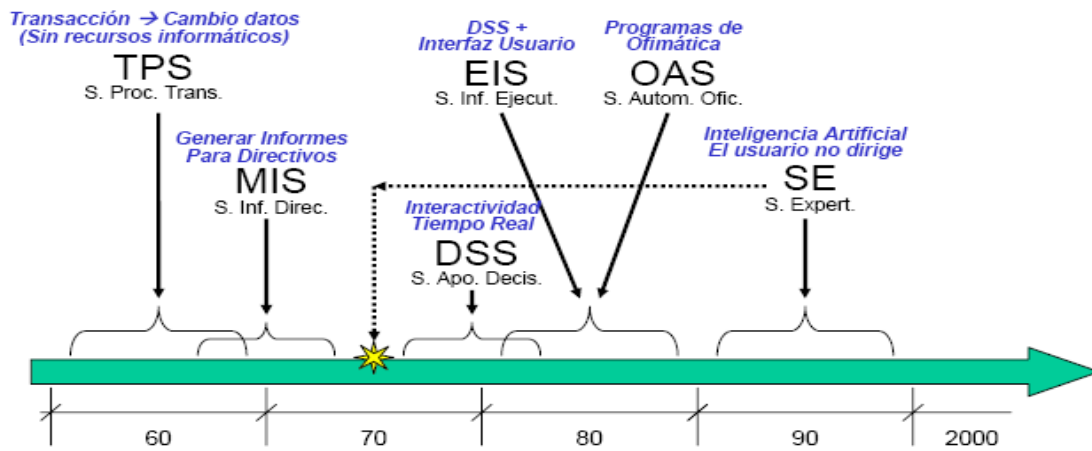 Transacción → Cambio datos
(Sin recursos informáticos)
TPS
S. Proc. Trans.
Generar Informes
Para Directivos
MIS
S. Inf. Direc.
DSS +
Interfaz Usuario
EIS
S. Inf. Ejecut.
Programas de
Ofimática
OAS
S. Autom. Ofic.
Interactividad
Tiempo Real
DSS
S. Apo. Decis.
Inteligencia Artificial
El usuario no dirige
SE
S. Expert.
60 70 80 90 2000